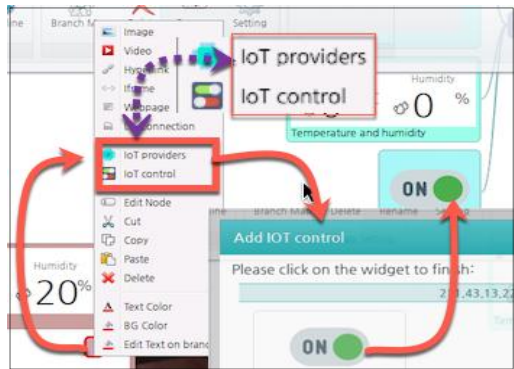 Branch M
Setting
Image
Video
Hyperlink
Iframe
Webpage
IoT providers
IoT control
Edit Node
Cut
Copy
Paste
Delete
Text Color
BG Color
Edit Text on branc
IoT providers
IoT control
Humidity
0 %
Temperature and humidity
ON
Branch Ma
Delete
Rename
Add IOT control
Please click on the widget to finish:
ON
Humidity
20%